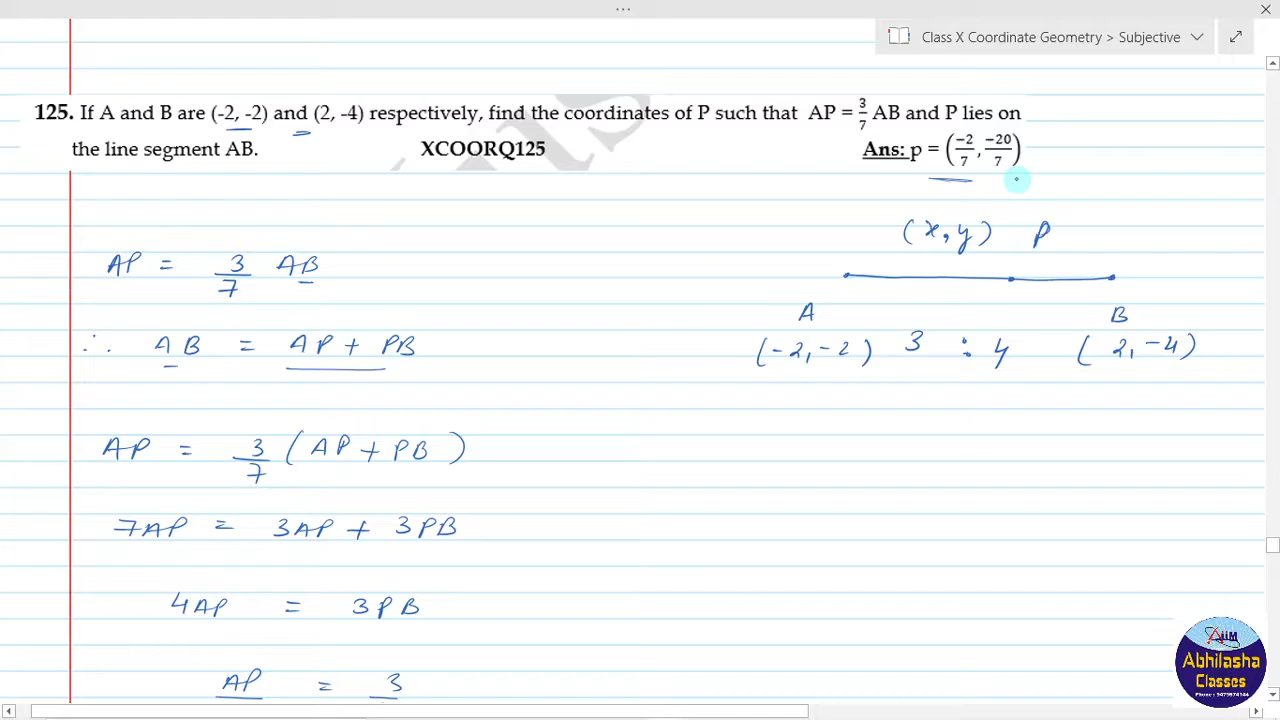 Class X Coordinate Geometry > Subjective
125. If A and B are (-2, -2) and (2, -4) respectively, find the coordinates of P such that AP = 3/7 AB and P lies on
the line segment AB. XCOORQ125 Ans: p = (-2/7, -20/7)
(x, y) P
AP = 3/7 AB
A B
∴ AB = AP + PB
(-2, -2) 3 : 4 (2, -4)
AP = 3/7 (AP + PB)
7AP = 3AP + 3PB
4AP = 3PB
AP = 3
AIIM
Abhilasha
Classes
Phone : 9479874144